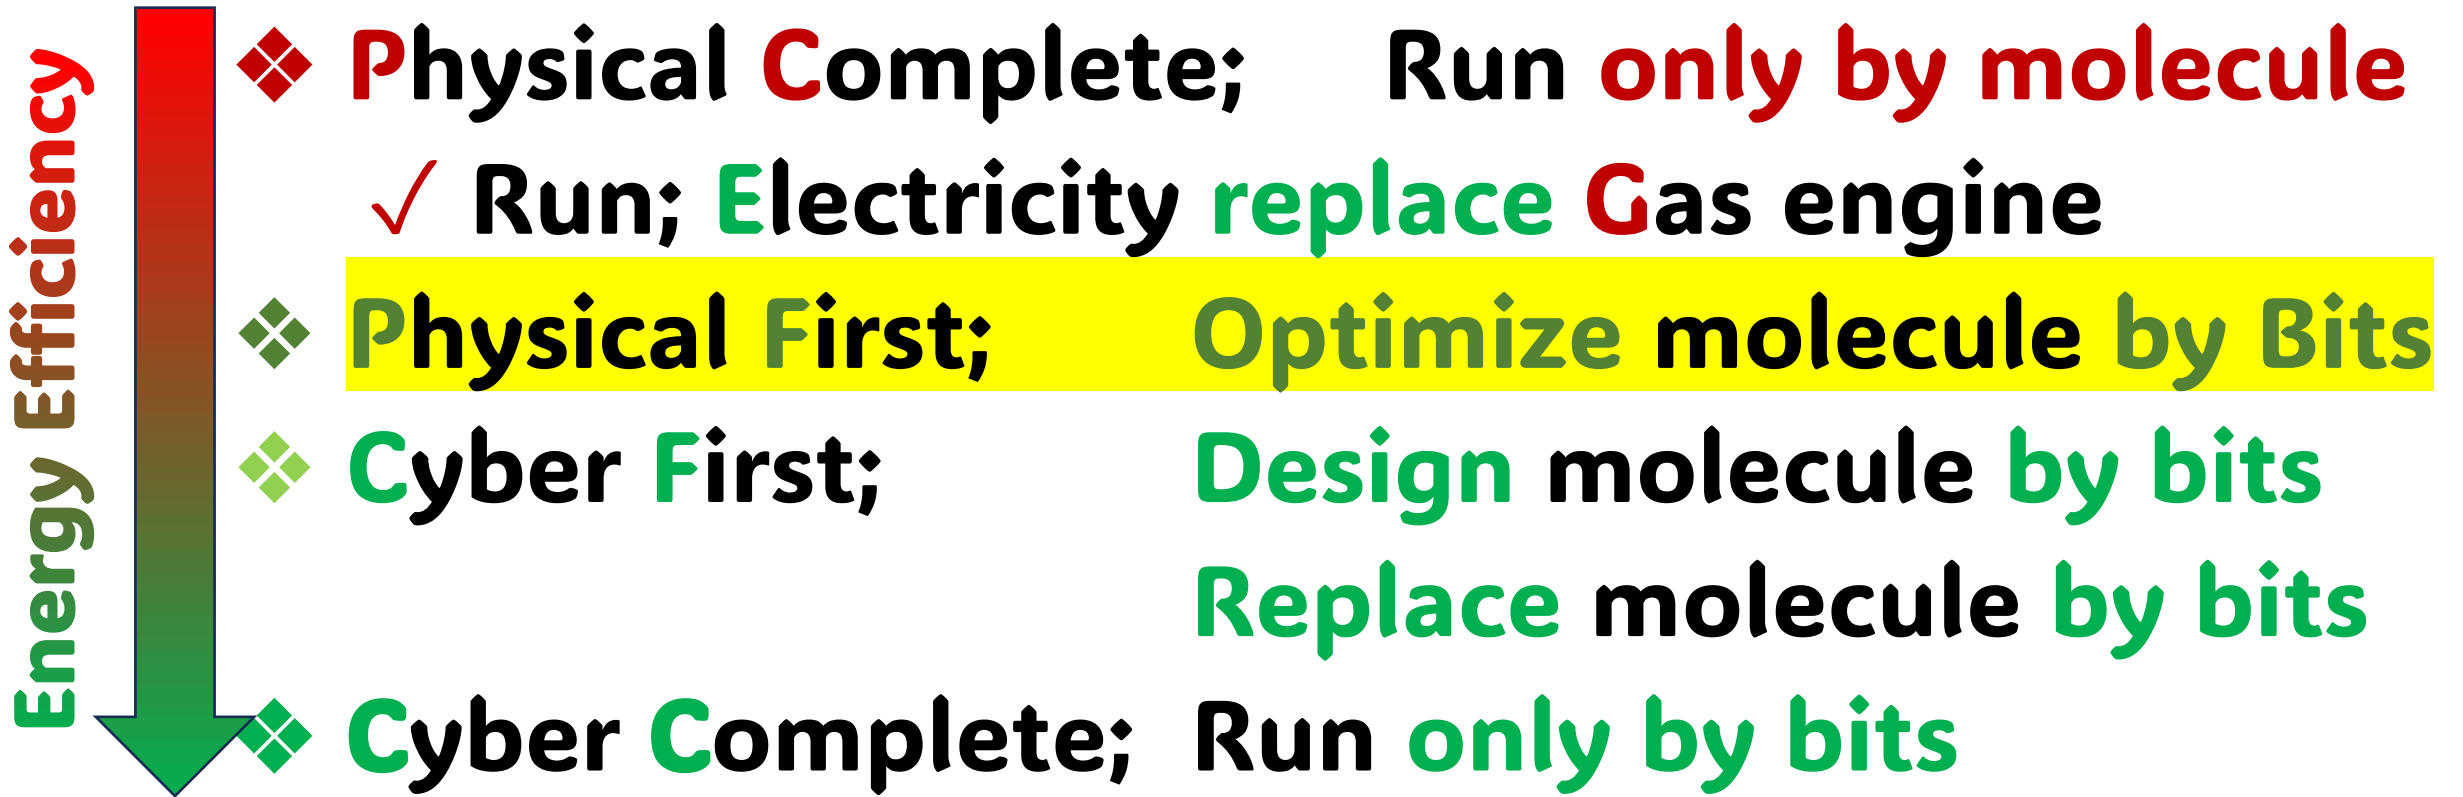 Energy Efficiency
Physical Complete; Run only by molecule
Run; Electricity replace Gas engine
Physical First; Optimize molecule by Bits
Cyber First; Design molecule by bits
Replace molecule by bits
Cyber Complete; Run only by bits